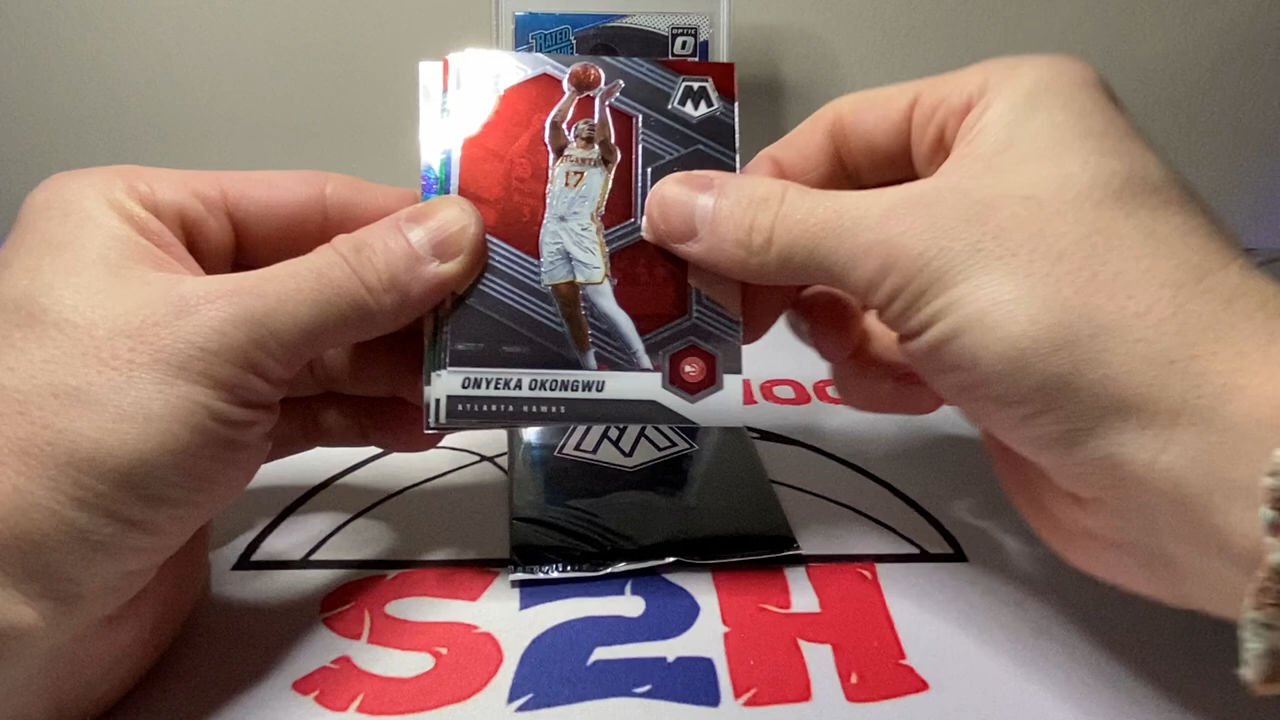 RATED
OPTIC
M
ATLANTA
17
ONYEKA OKONGWU
ATLANTA HAWKS
S2H